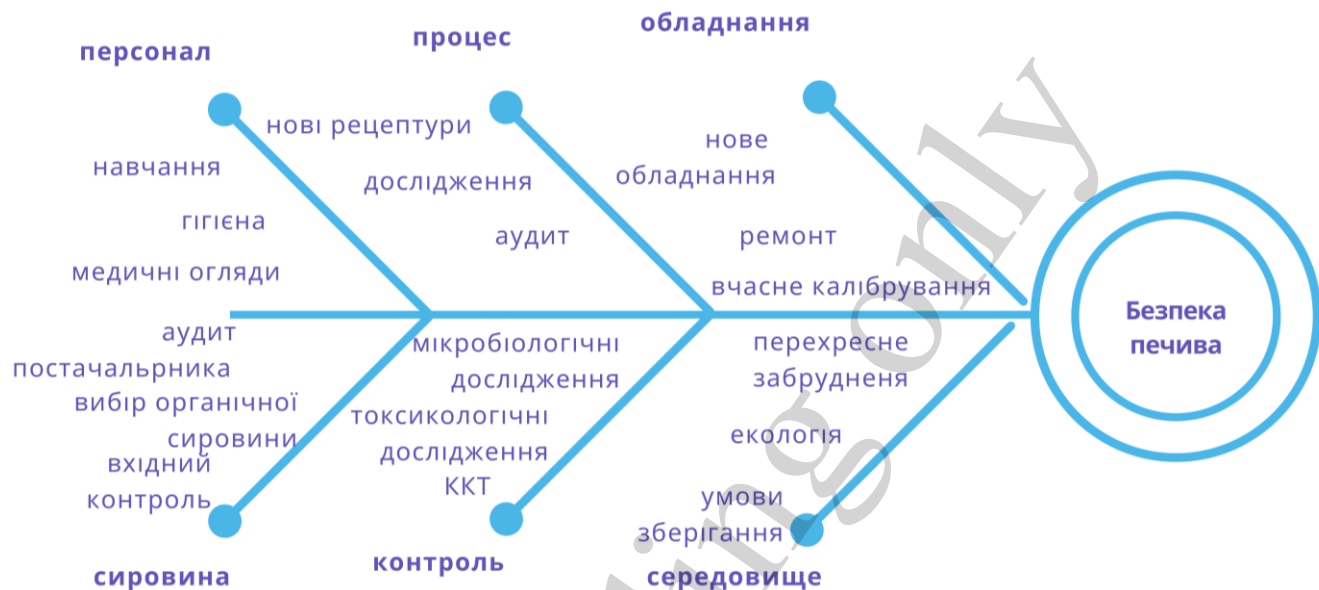 персонал
процес
обладнання
нові рецептури
навчання
дослідження
нове
обладнання
гігієна
аудит
ремонт
медичні огляди
вчасне калібрування
Безпека
печива
аудит
постачальрника
вибір органічної
сировини
вхідний
контроль
мікробіологічні
дослідження
токсикологічні
дослідження
ККТ
перехресне
забрудненя
екологія
умови
зберігання
сировина
контроль
середовище
ing only